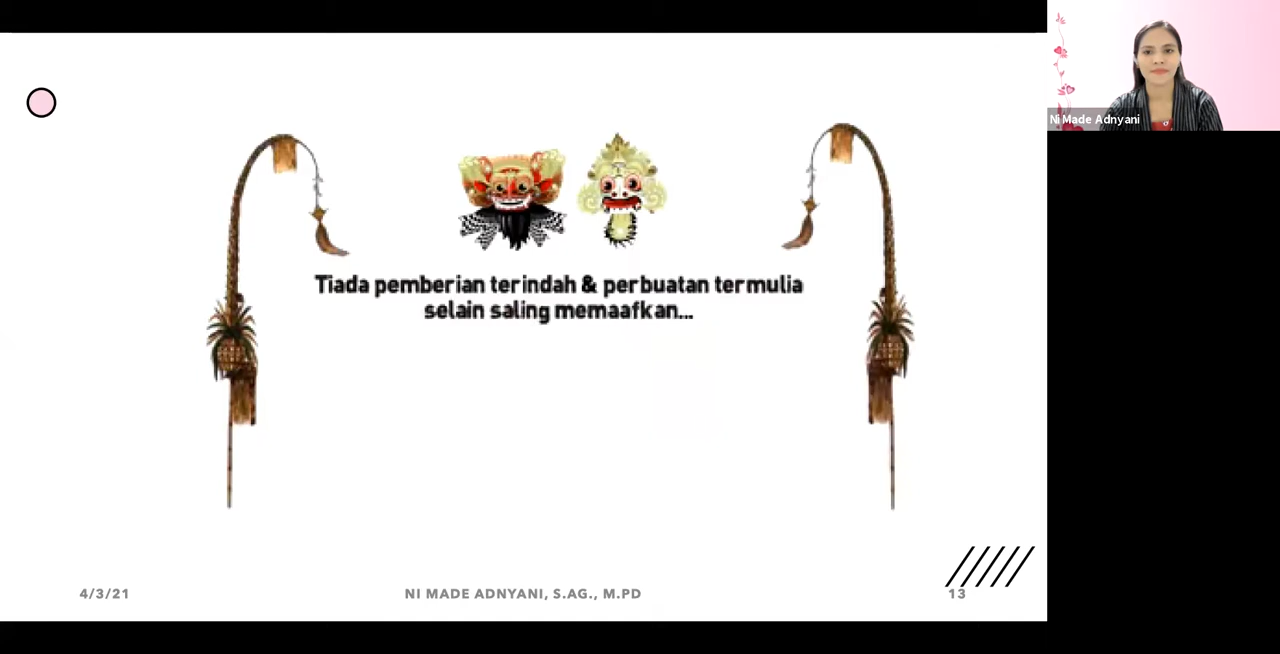 Ni Made Adnyani
Tiada pemberian terindah & perbuatan termulia
selain saling memaafkan...
4/3/21
NI MADE ADNYANI, S.AG., M.PD
13